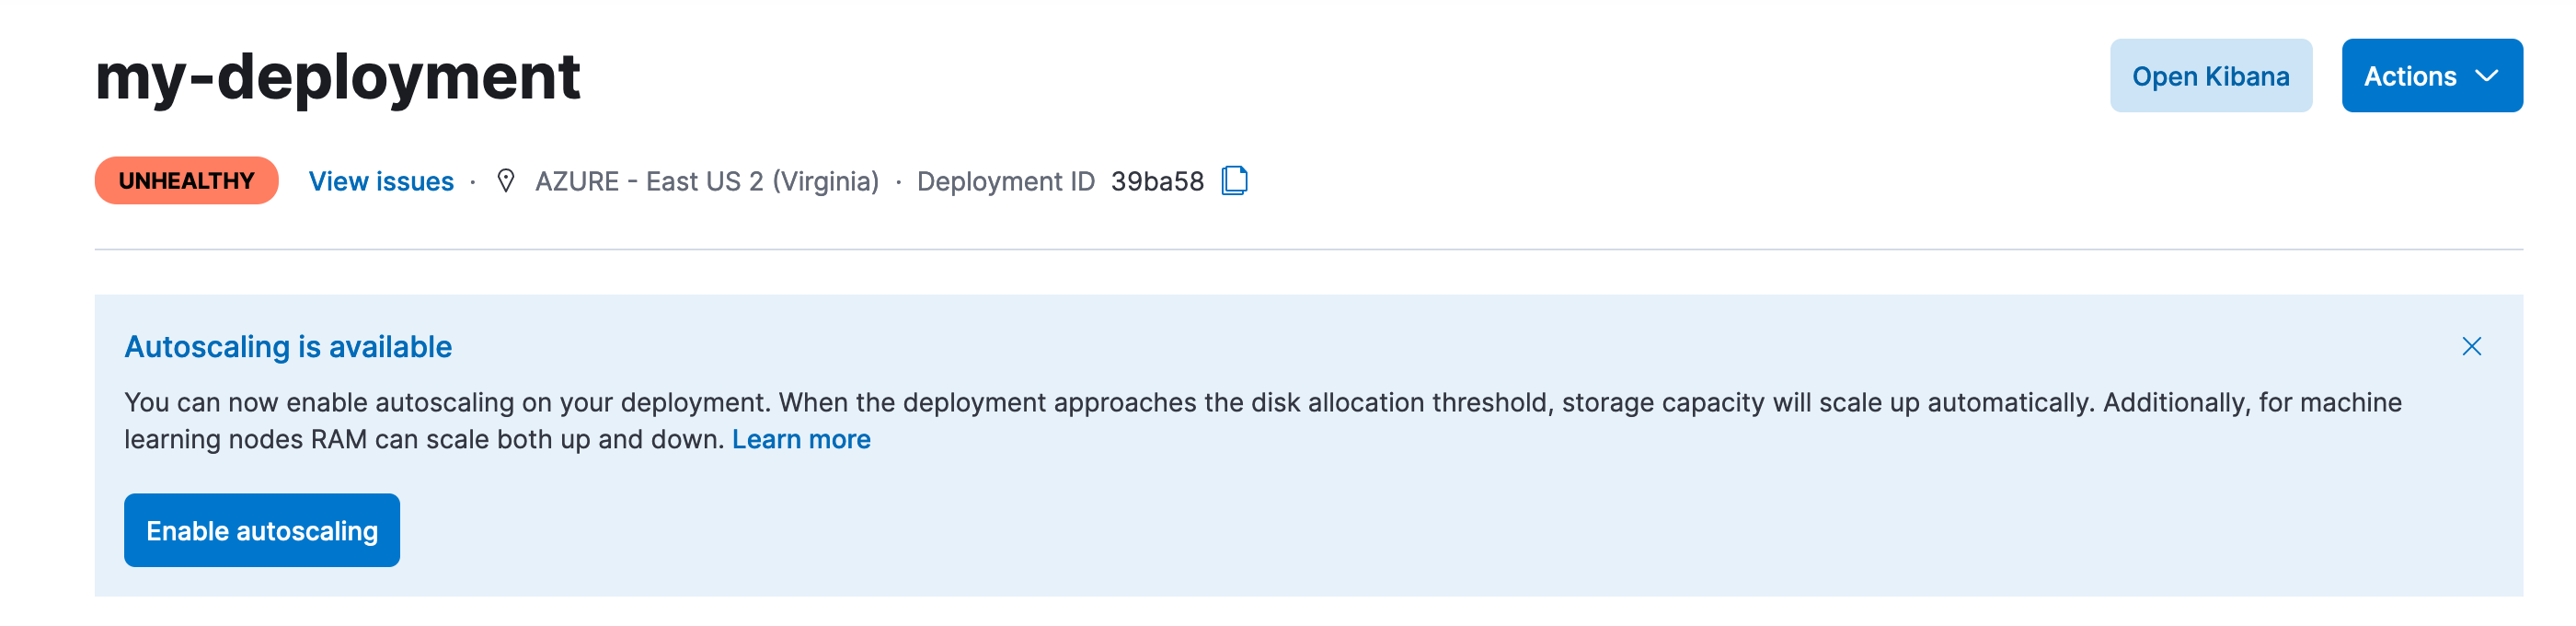 my-deployment
Open Kibana
Actions
UNHEALTHY
View issues · AZURE - East US 2 (Virginia) · Deployment ID 39ba58
Autoscaling is available
You can now enable autoscaling on your deployment. When the deployment approaches the disk allocation threshold, storage capacity will scale up automatically. Additionally, for machine
learning nodes RAM can scale both up and down. Learn more
Enable autoscaling